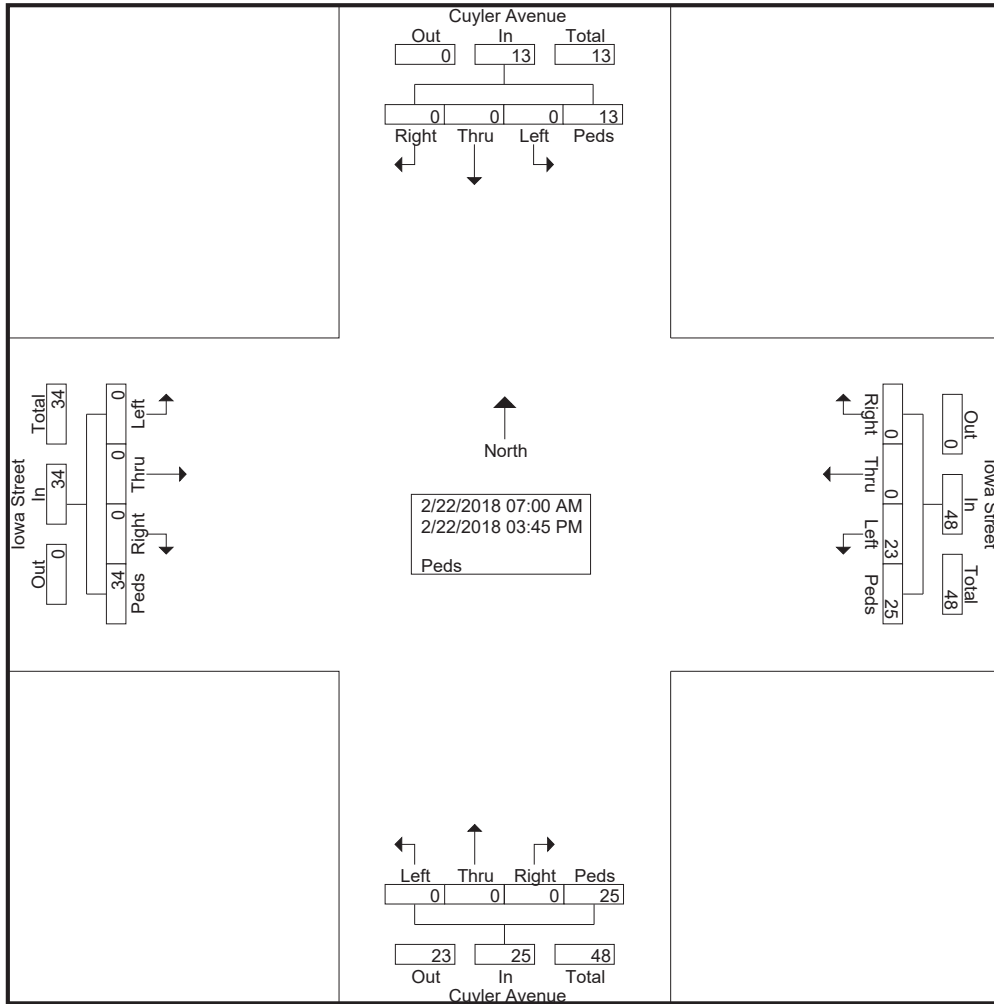 Cuyler Avenue
Out In Total
0 13 13
0 0 0 13
Right Thru Left Peds
Iowa Street
Total In Out
34 34 0
0 0 0 34
Left Thru Right Peds
North
2/22/2018 07:00 AM
2/22/2018 03:45 PM
Peds
Right Thru Left Peds
0 0 23 25
Out In Total
0 48 48
Iowa Street
Left Thru Right Peds
0 0 0 25
23 25 48
Out In Total
Cuyler Avenue